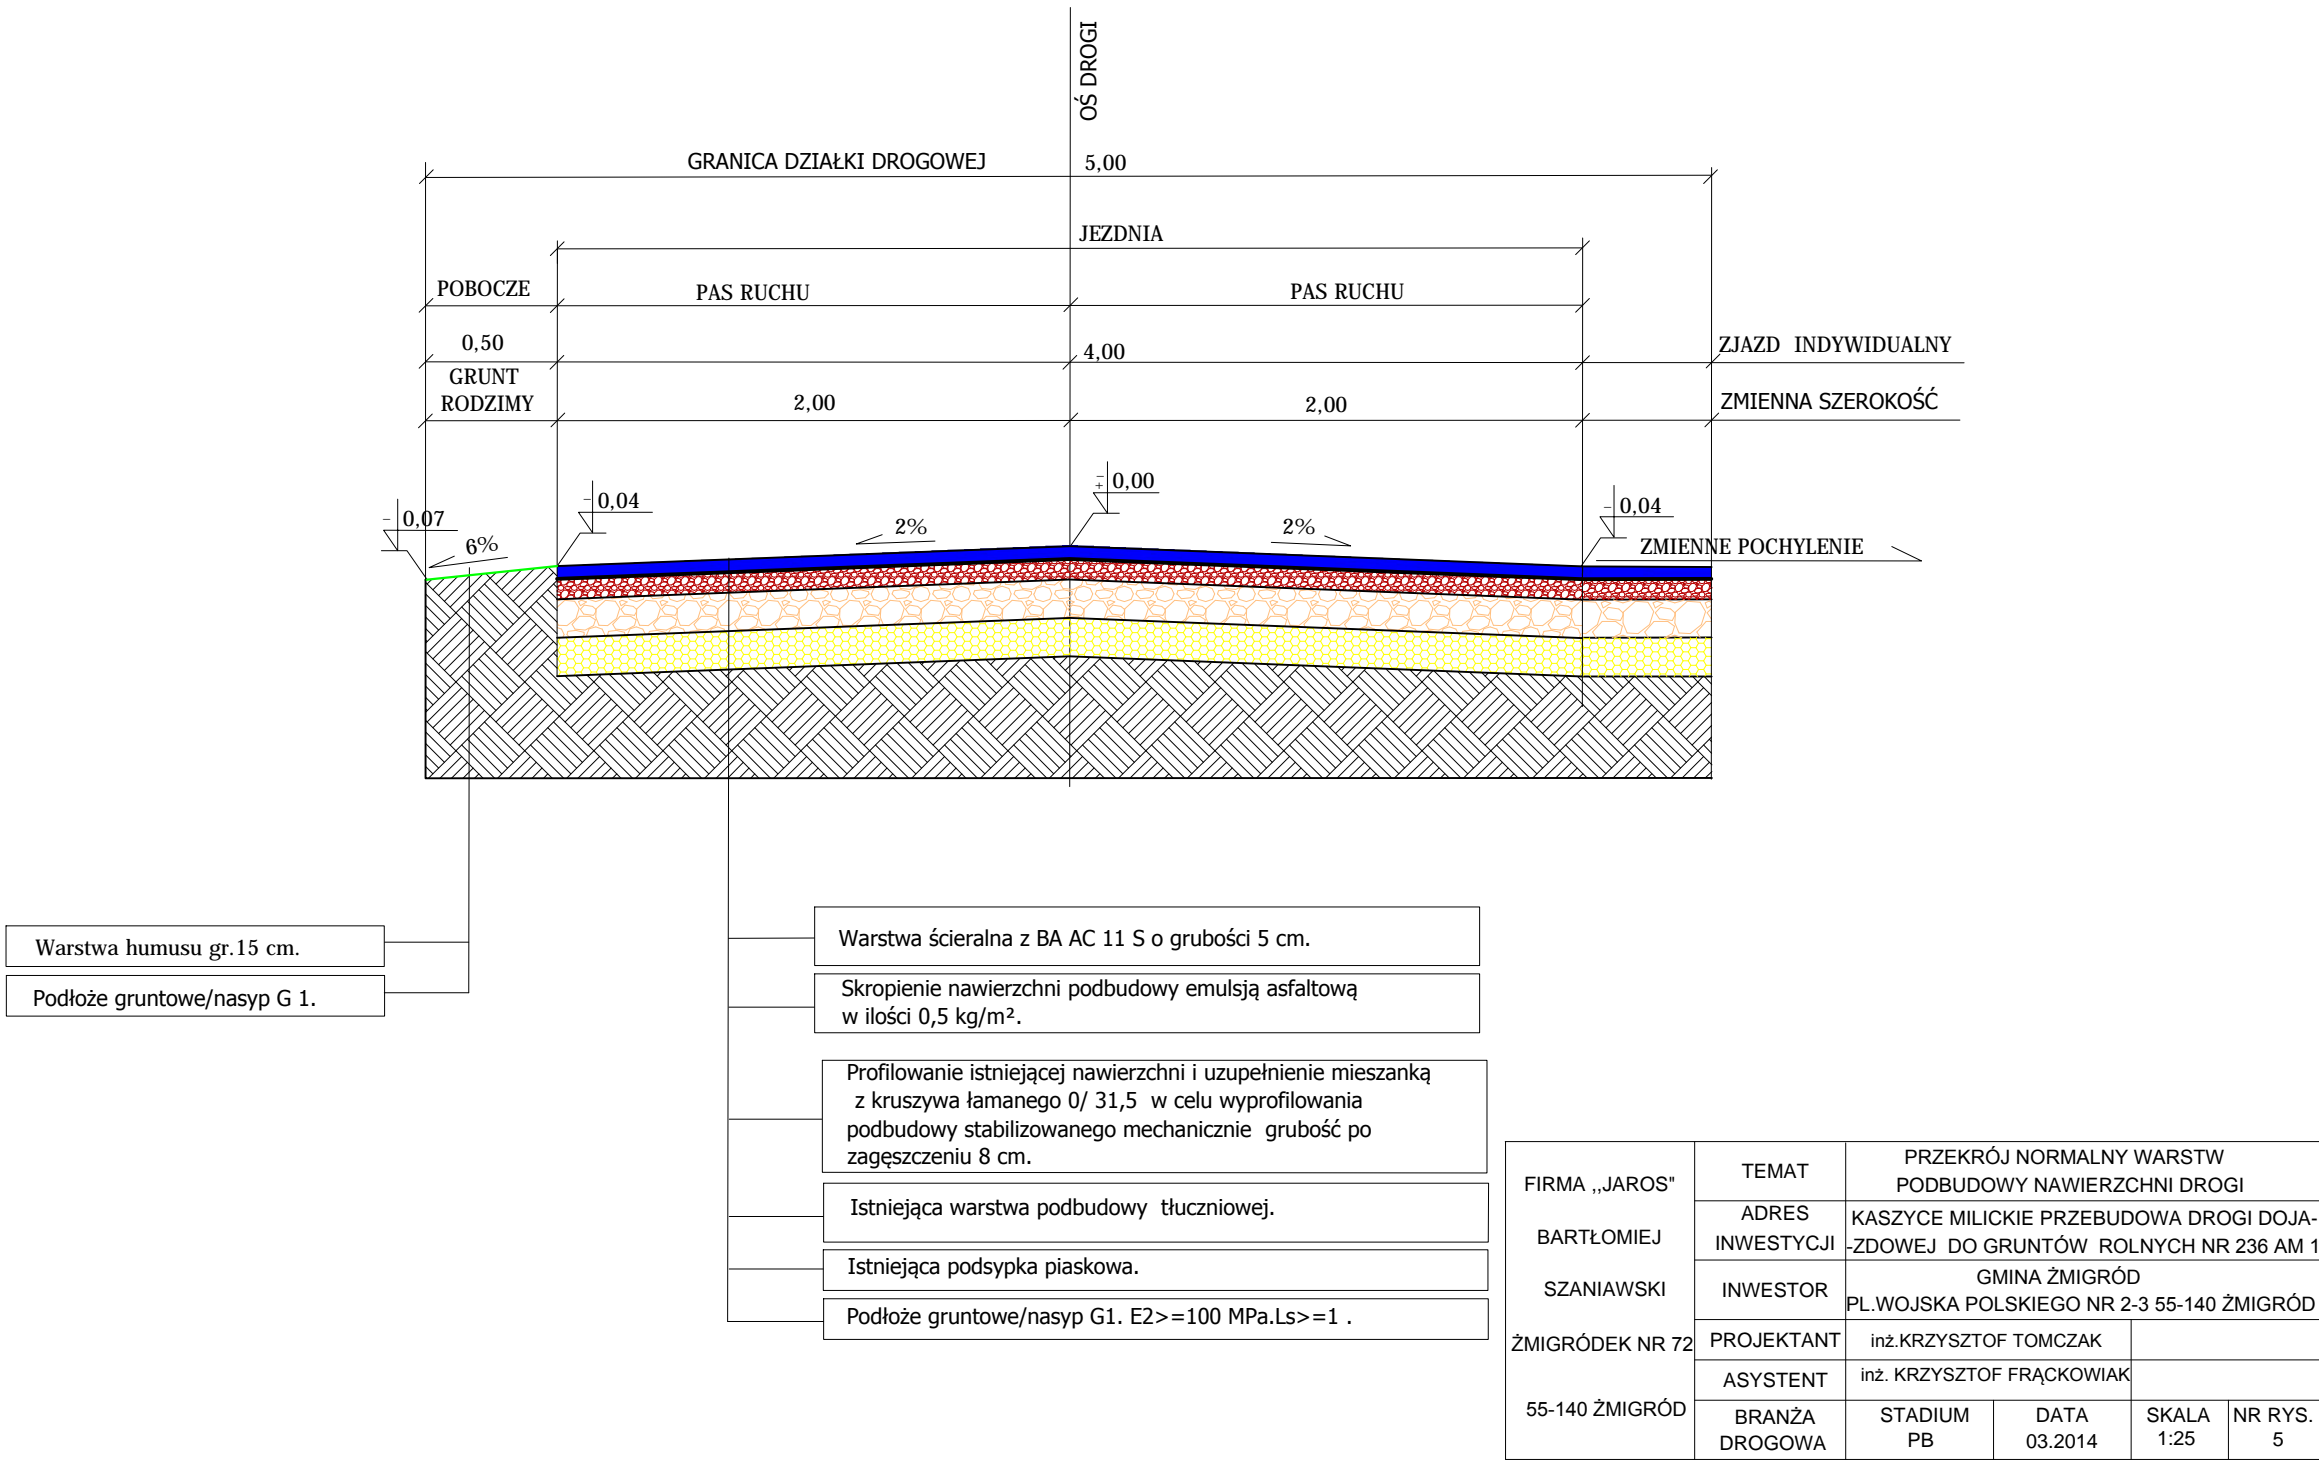 OŚ DROGI
GRANICA DZIAŁKI DROGOWEJ 5,00
JEZDNIA
POBOCZE PAS RUCHU PAS RUCHU
0,50 4,00 ZJAZD INDYWIDUALNY
GRUNT
RODZIMY 2,00 2,00 ZMIENNA SZEROKOŚĆ
- 0,07 - 0,04 ± 0,00 - 0,04
6% 2% 2% ZMIENNE POCHYLENIE
Warstwa humusu gr.15 cm.
Podłoże gruntowe/nasyp G 1.
Warstwa ścieralna z BA AC 11 S o grubości 5 cm.
Skropienie nawierzchni podbudowy emulsją asfaltową
w ilości 0,5 kg/m².
Profilowanie istniejącej nawierzchni i uzupełnienie mieszanką
z kruszywa łamanego 0/ 31,5 w celu wyprofilowania
podbudowy stabilizowanego mechanicznie grubość po
zagęszczeniu 8 cm.
Istniejąca warstwa podbudowy tłuczniowej.
Istniejąca podsypka piaskowa.
Podłoże gruntowe/nasyp G1. E2>=100 MPa.Ls>=1 .
FIRMA ,,JAROS"
BARTŁOMIEJ
SZANIAWSKI
ŻMIGRÓDEK NR 72
55-140 ŻMIGRÓD
TEMAT
PRZEKRÓJ NORMALNY WARSTW
PODBUDOWY NAWIERZCHNI DROGI
ADRES
INWESTYCJI
KASZYCE MILICKIE PRZEBUDOWA DROGI DOJA-
-ZDOWEJ DO GRUNTÓW ROLNYCH NR 236 AM 1
INWESTOR
GMINA ŻMIGRÓD
PL.WOJSKA POLSKIEGO NR 2-3 55-140 ŻMIGRÓD
PROJEKTANT inż.KRZYSZTOF TOMCZAK
ASYSTENT inż. KRZYSZTOF FRĄCKOWIAK
BRANŻA
DROGOWA
STADIUM
PB
DATA
03.2014
SKALA
1:25
NR RYS.
5